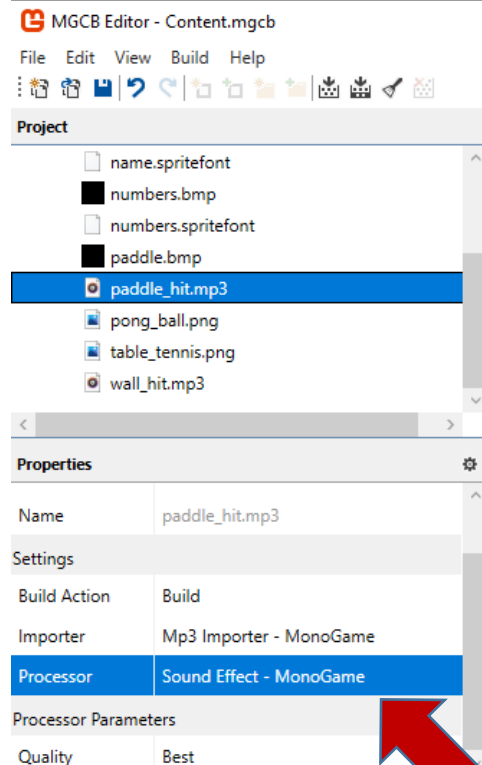 MGCB Editor - Content.mgcb
File Edit View Build Help
Project
name.spritefont
numbers.bmp
numbers.spritefont
paddle.bmp
paddle_hit.mp3
pong_ball.png
table_tennis.png
wall_hit.mp3
Properties
Name paddle_hit.mp3
Settings
Build Action Build
Importer Mp3 Importer - MonoGame
Processor Sound Effect - MonoGame
Processor Parameters
Quality Best